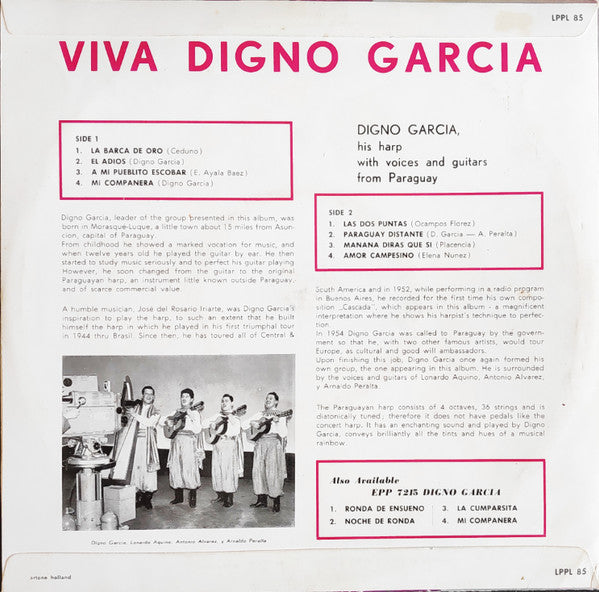 LPPL 85
VIVA DIGNO GARCIA
SIDE 1
1. LA BARCA DE ORO (Ceduno)
2. EL ADIOS (Digno Garcia)
3. A MI PUEBLITO ESCOBAR (E. Ayala Baez)
4. MI COMPANERA (Digno Garcia)
Digno Garcia, leader of the group presented in this album, was
born in Morasque-Luque, a little town about 15 miles from Asun-
cion, capital of Paraguay.
From childhood he showed a marked vocation for music, and
when twelve years old he played the guitar by ear. He then
started to study music seriously and to perfect his guitar playing
However, he soon changed from the guitar to the original
Paraguayan harp, an instrument little known outside Paraguay,
and of scarce commercial value.
A humble musician, José del Rosario Iriarte, was Digno Garcia's
inspiration to play the harp, to such an extent that he built
himself the harp in which he played in his first triumphal tour
in 1944 thru Brasil. Since then, he has toured all of Central &
Digno Garcia, Lonardo Aquino, Antonio Alvarez, y Arnaldo Peralta
DIGNO GARCIA,
his harp
with voices and guitars
from Paraguay
SIDE 2
1. LAS DOS PUNTAS (Ocampos Florez)
2. PARAGUAY DISTANTE (D. Garcia — A. Peralta)
3. MANANA DIRAS QUE SI (Placencia)
4. AMOR CAMPESINO (Elena Nunez)
South America and in 1952, while performing in a radio program
in Buenos Aires, he recorded for the first time his own compo-
sition „Cascada", which appears in this album - a magnificent
interpretation where he shows his harpist's technique to perfec-
tion.
In 1954 Digno Garcia was called to Paraguay by the govern-
ment so that he, with two other famous artists, would tour
Europe, as cultural and good will ambassadors.
Upon finishing this job, Digno Garcia once again formed his
own group, the one appearing in this album. He is surrounded
by the voices and guitars of Lonardo Aquino, Antonio Alvarez,
y Arnaldo Peralta.
The Paraguayan harp consists of 4 octaves, 36 strings and is
diatonically tuned; therefore it does not have pedals like the
concert harp. It has an enchanting sound and played by Digno
Garcia, conveys brilliantly all the tints and hues of a musical
rainbow.
Also Available
EPP 7215 DIGNO GARCIA
1. RONDA DE ENSUENO
2. NOCHE DE RONDA
3. LA CUMPARSITA
4. MI COMPANERA
artone holland
LPPL 85